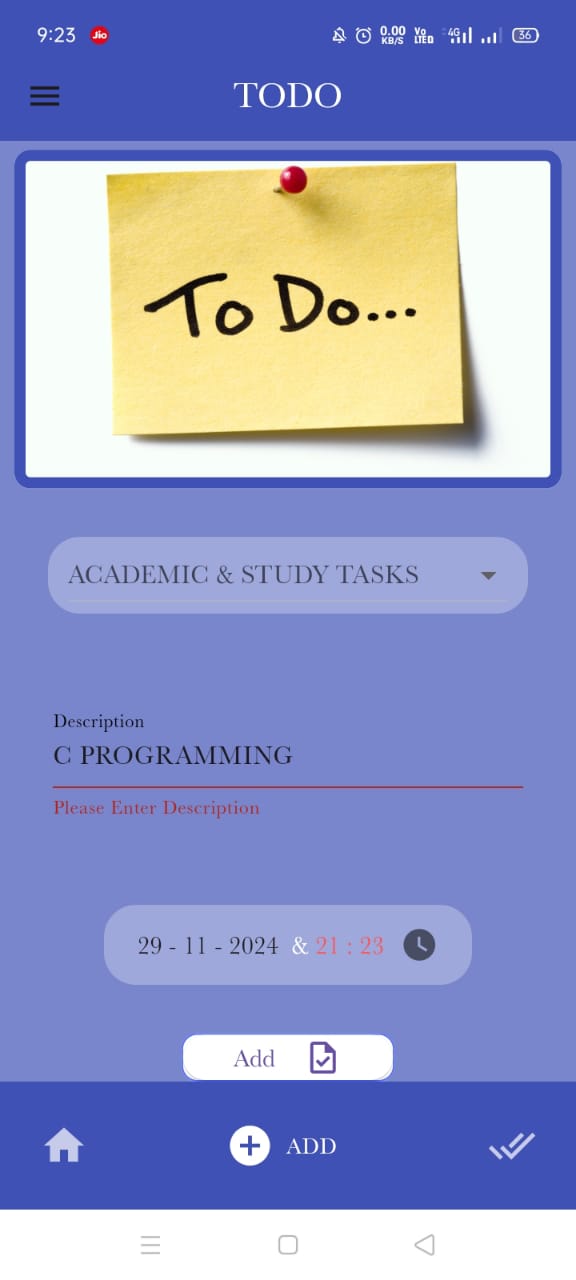 9:23 Jio 0.00 KB/S Vo LTED 4G 36
TODO
To Do...
ACADEMIC & STUDY TASKS
Description
C PROGRAMMING
Please Enter Description
29 - 11 - 2024 & 21 : 23
Add
ADD